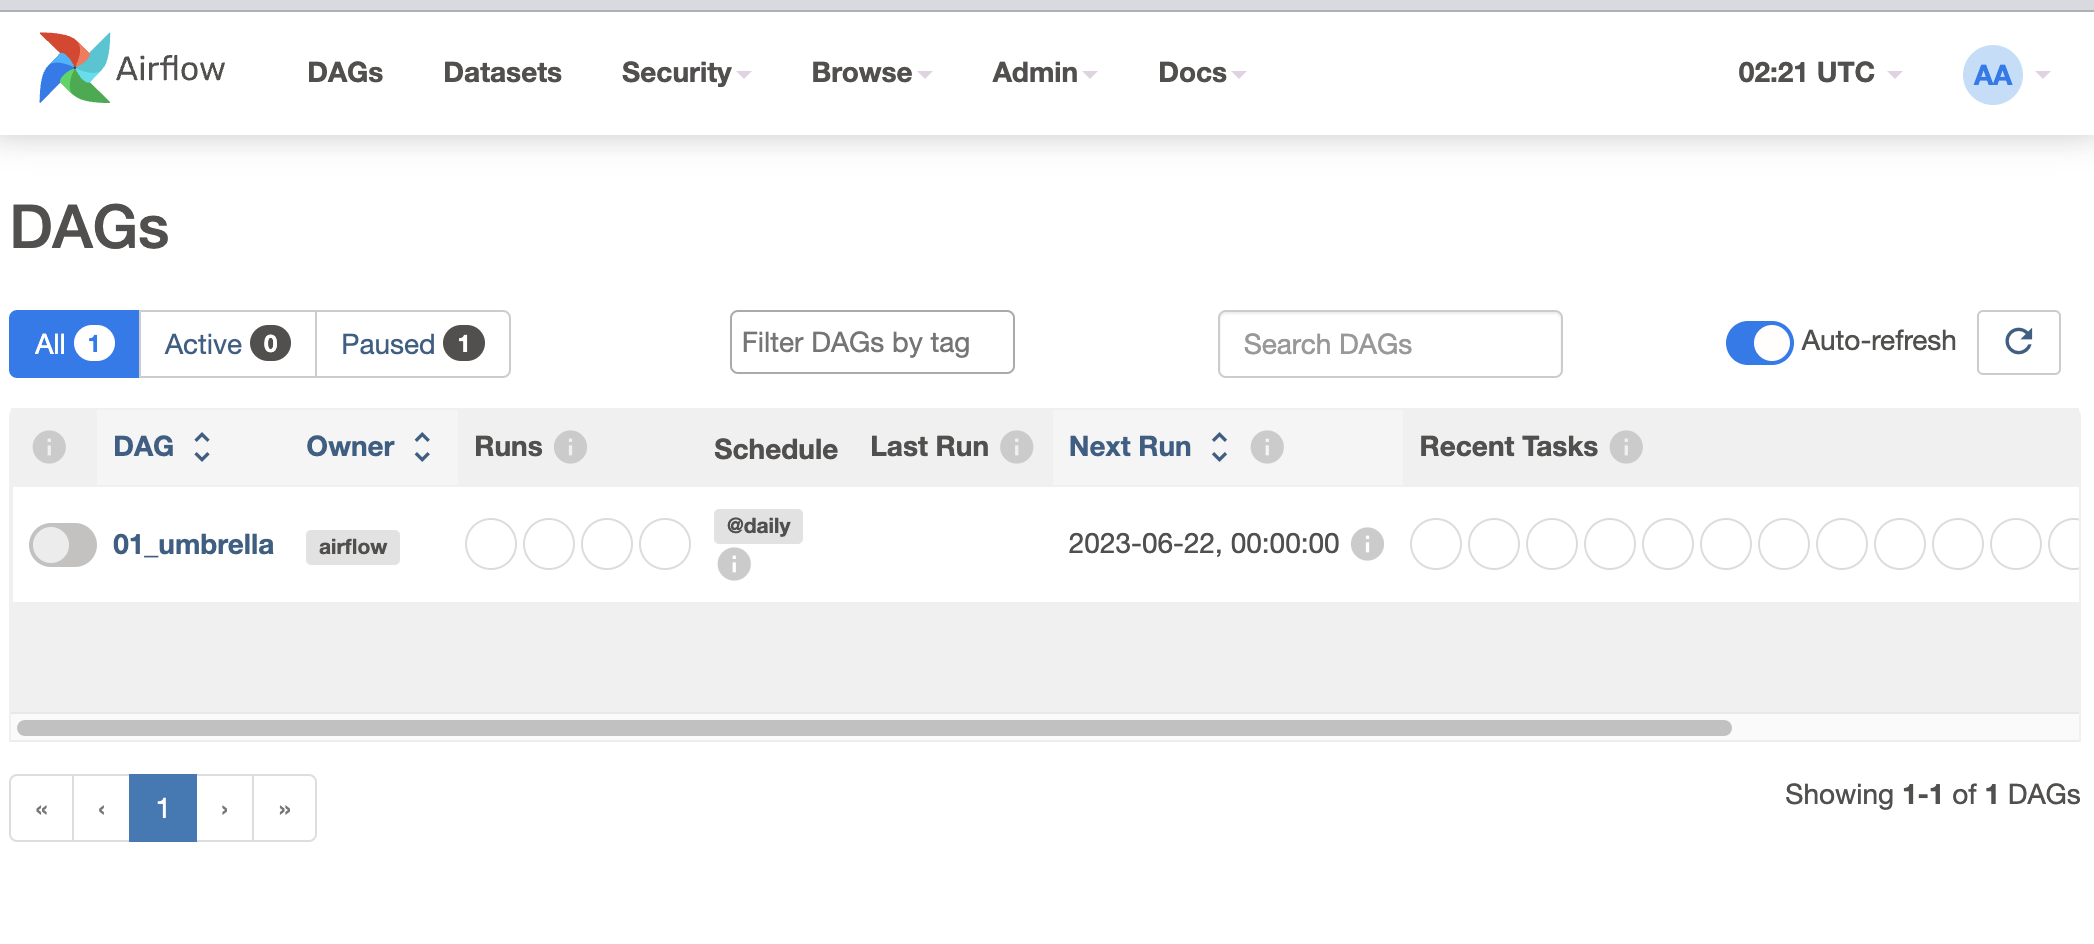 Airflow DAGs Datasets Security Browse Admin Docs 02:21 UTC AA
DAGs
All 1 Active 0 Paused 1 Filter DAGs by tag Search DAGs Auto-refresh
i DAG Owner Runs i Schedule Last Run i Next Run i Recent Tasks i
01_umbrella airflow @daily i 2023-06-22, 00:00:00 i
« ‹ 1 › » Showing 1-1 of 1 DAGs